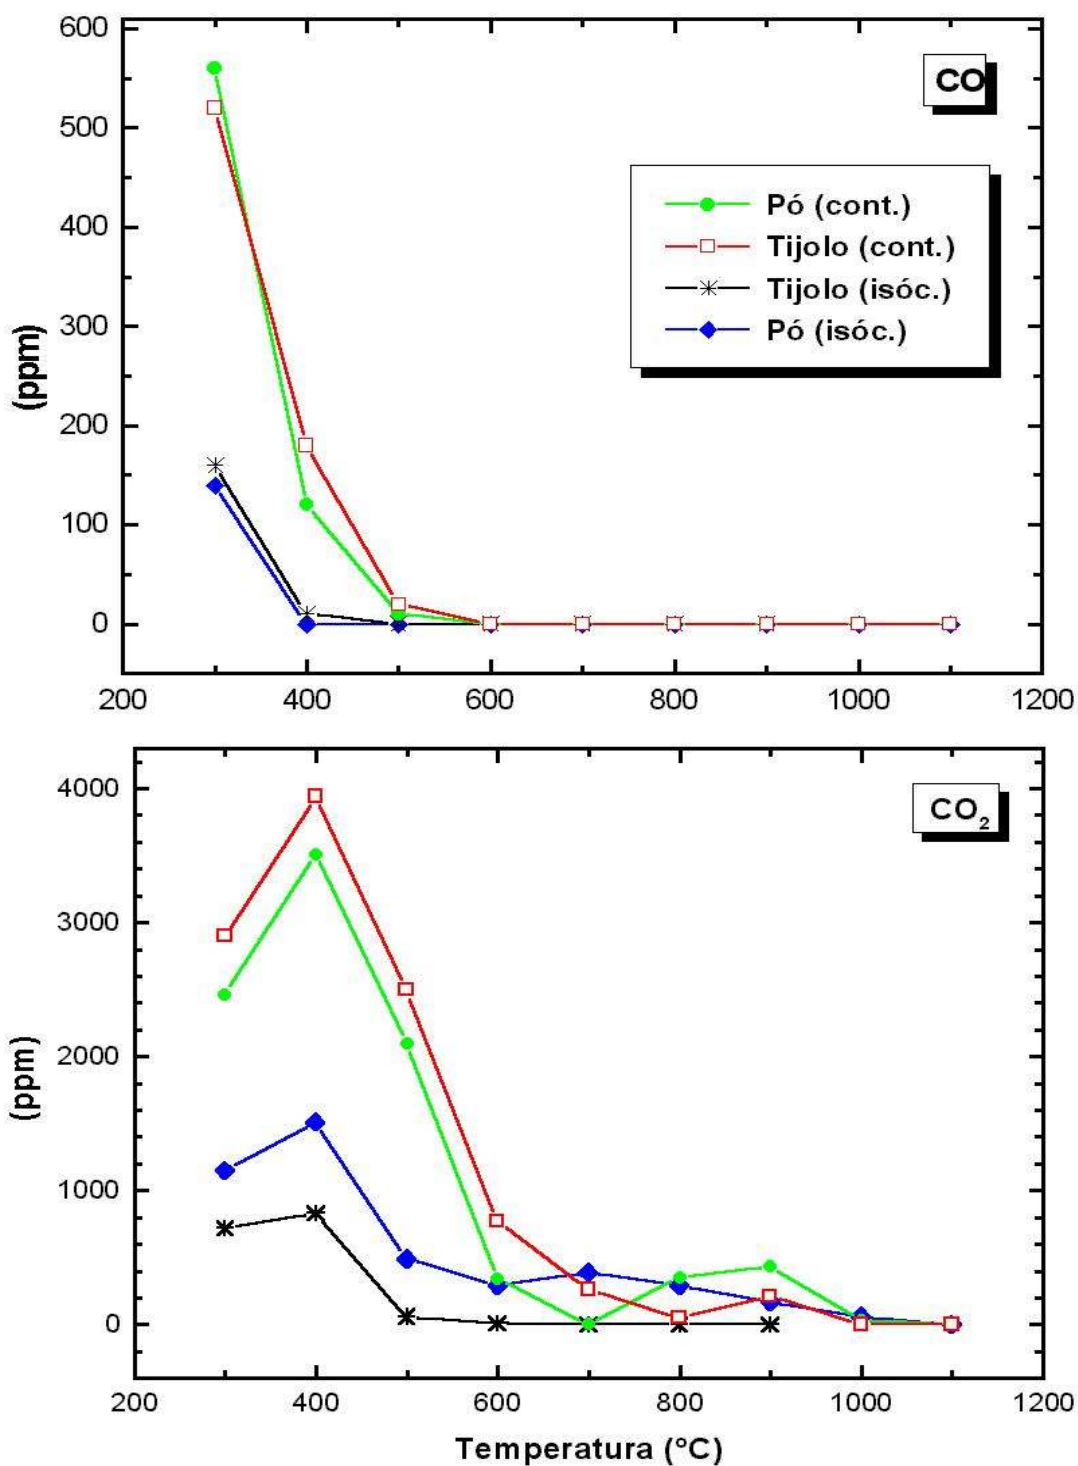 600
500
400
300
200
100
0
(ppm)
CO
Pó (cont.)
Tijolo (cont.)
Tijolo (isóc.)
Pó (isóc.)
200 400 600 800 1000 1200
4000
3000
2000
1000
0
(ppm)
CO₂
200 400 600 800 1000 1200
Temperatura (ºC)